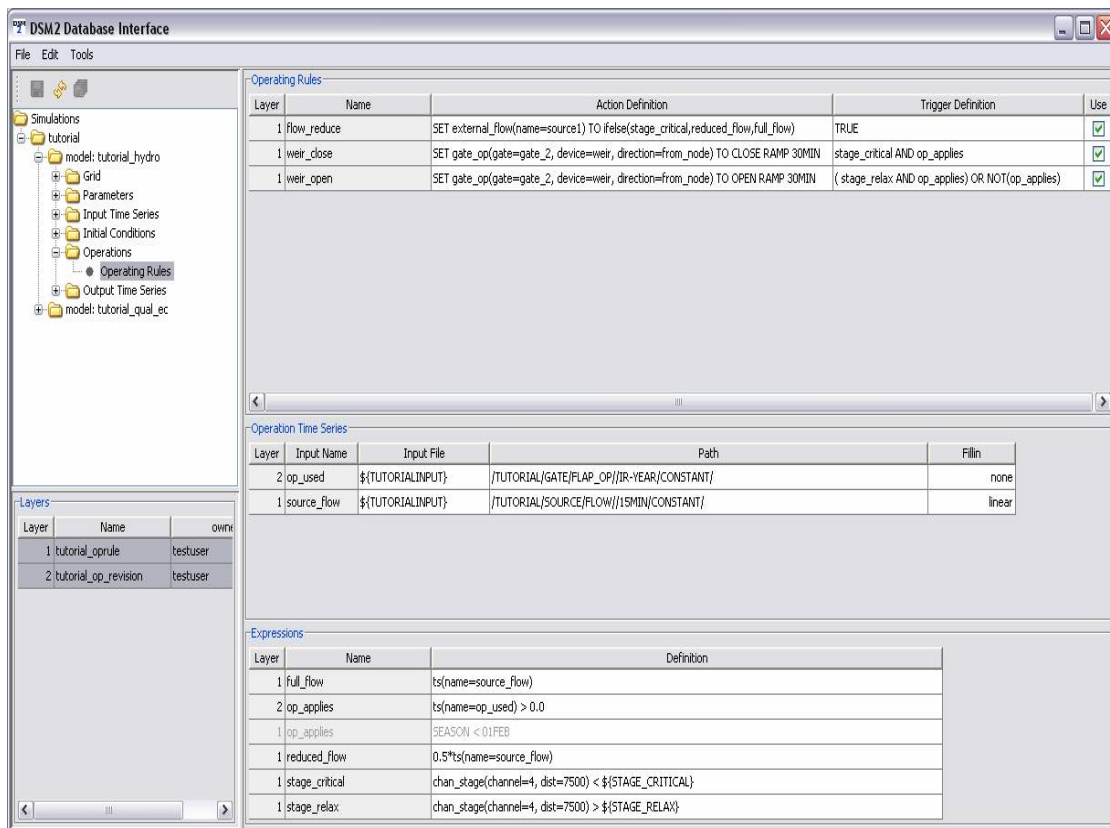 DSM2 Database Interface
File Edit Tools
Simulations
tutorial
model: tutorial_hydro
Grid
Parameters
Input Time Series
Initial Conditions
Operations
Operating Rules
Output Time Series
model: tutorial_qual_ec
Layers
Layer Name owne
1 tutorial_oprule testuser
2 tutorial_op_revision testuser
Operating Rules
Layer Name Action Definition Trigger Definition Use
1 flow_reduce SET external_flow(name=source1) TO ifelse(stage_critical,reduced_flow,full_flow) TRUE
1 weir_close SET gate_op(gate=gate_2, device=weir, direction=from_node) TO CLOSE RAMP 30MIN stage_critical AND op_applies
1 weir_open SET gate_op(gate=gate_2, device=weir, direction=from_node) TO OPEN RAMP 30MIN ( stage_relax AND op_applies) OR NOT(op_applies)
Operation Time Series
Layer Input Name Input File Path Fillin
2 op_used ${TUTORIALINPUT} /TUTORIAL/GATE/FLAP_OP//IR-YEAR/CONSTANT/ none
1 source_flow ${TUTORIALINPUT} /TUTORIAL/SOURCE/FLOW//15MIN/CONSTANT/ linear
Expressions
Layer Name Definition
1 full_flow ts(name=source_flow)
2 op_applies ts(name=op_used) > 0.0
1 op_applies SEASON < 01FEB
1 reduced_flow 0.5*ts(name=source_flow)
1 stage_critical chan_stage(channel=4, dist=7500) < ${STAGE_CRITICAL}
1 stage_relax chan_stage(channel=4, dist=7500) > ${STAGE_RELAX}